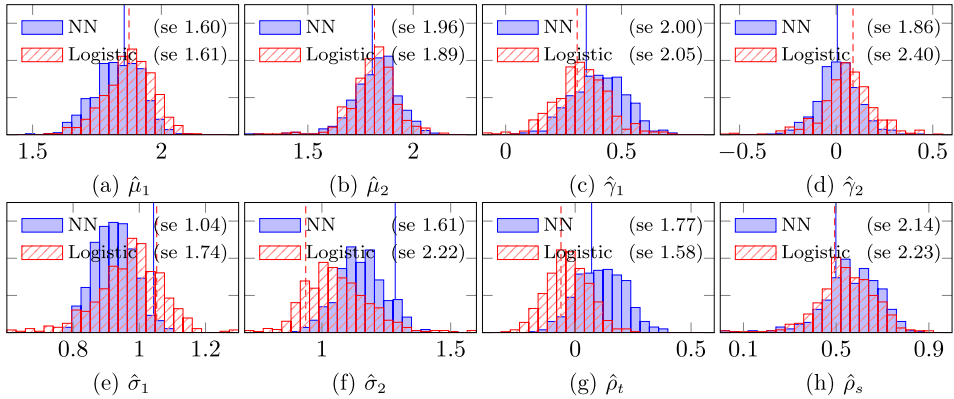 NN (se 1.60)
Logistic (se 1.61)
1.5 2
(a) μ̂₁
NN (se 1.96)
Logistic (se 1.89)
1.5 2
(b) μ̂₂
NN (se 2.00)
Logistic (se 2.05)
0 0.5
(c) γ̂₁
NN (se 1.86)
Logistic (se 2.40)
−0.5 0 0.5
(d) γ̂₂
NN (se 1.04)
Logistic (se 1.74)
0.8 1 1.2
(e) σ̂₁
NN (se 1.61)
Logistic (se 2.22)
1 1.5
(f) σ̂₂
NN (se 1.77)
Logistic (se 1.58)
0 0.5
(g) ρ̂ₜ
NN (se 2.14)
Logistic (se 2.23)
0.1 0.5 0.9
(h) ρ̂ₛ